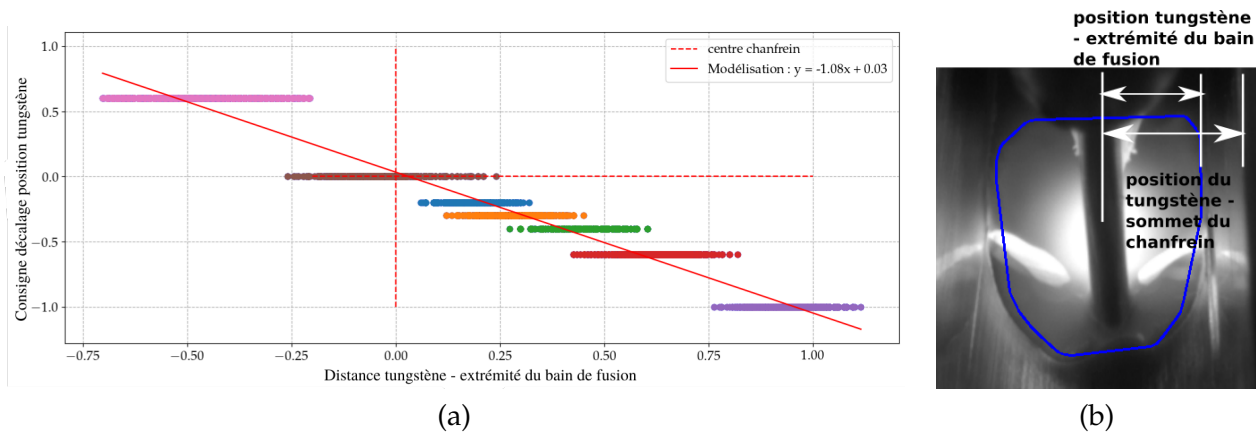 1.0
0.5
0.0
−0.5
−1.0
Consigne décalage position tungstène
centre chanfrein
Modélisation : y = -1.08x + 0.03
−0.75
−0.50
−0.25
0.00
0.25
0.50
0.75
1.00
Distance tungstène - extrémité du bain de fusion
(a)
position tungstène
- extrémité du bain
de fusion
position du
tungstène -
sommet du
chanfrein
(b)